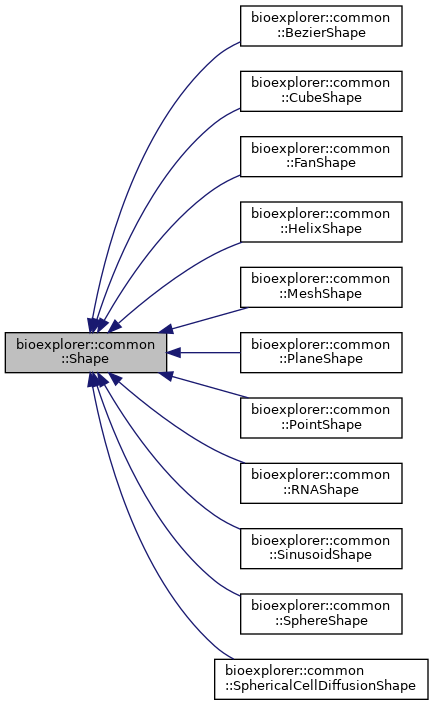 bioexplorer::common
::BezierShape
bioexplorer::common
::CubeShape
bioexplorer::common
::FanShape
bioexplorer::common
::HelixShape
bioexplorer::common
::MeshShape
bioexplorer::common
::Shape
bioexplorer::common
::PlaneShape
bioexplorer::common
::PointShape
bioexplorer::common
::RNAShape
bioexplorer::common
::SinusoidShape
bioexplorer::common
::SphereShape
bioexplorer::common
::SphericalCellDiffusionShape